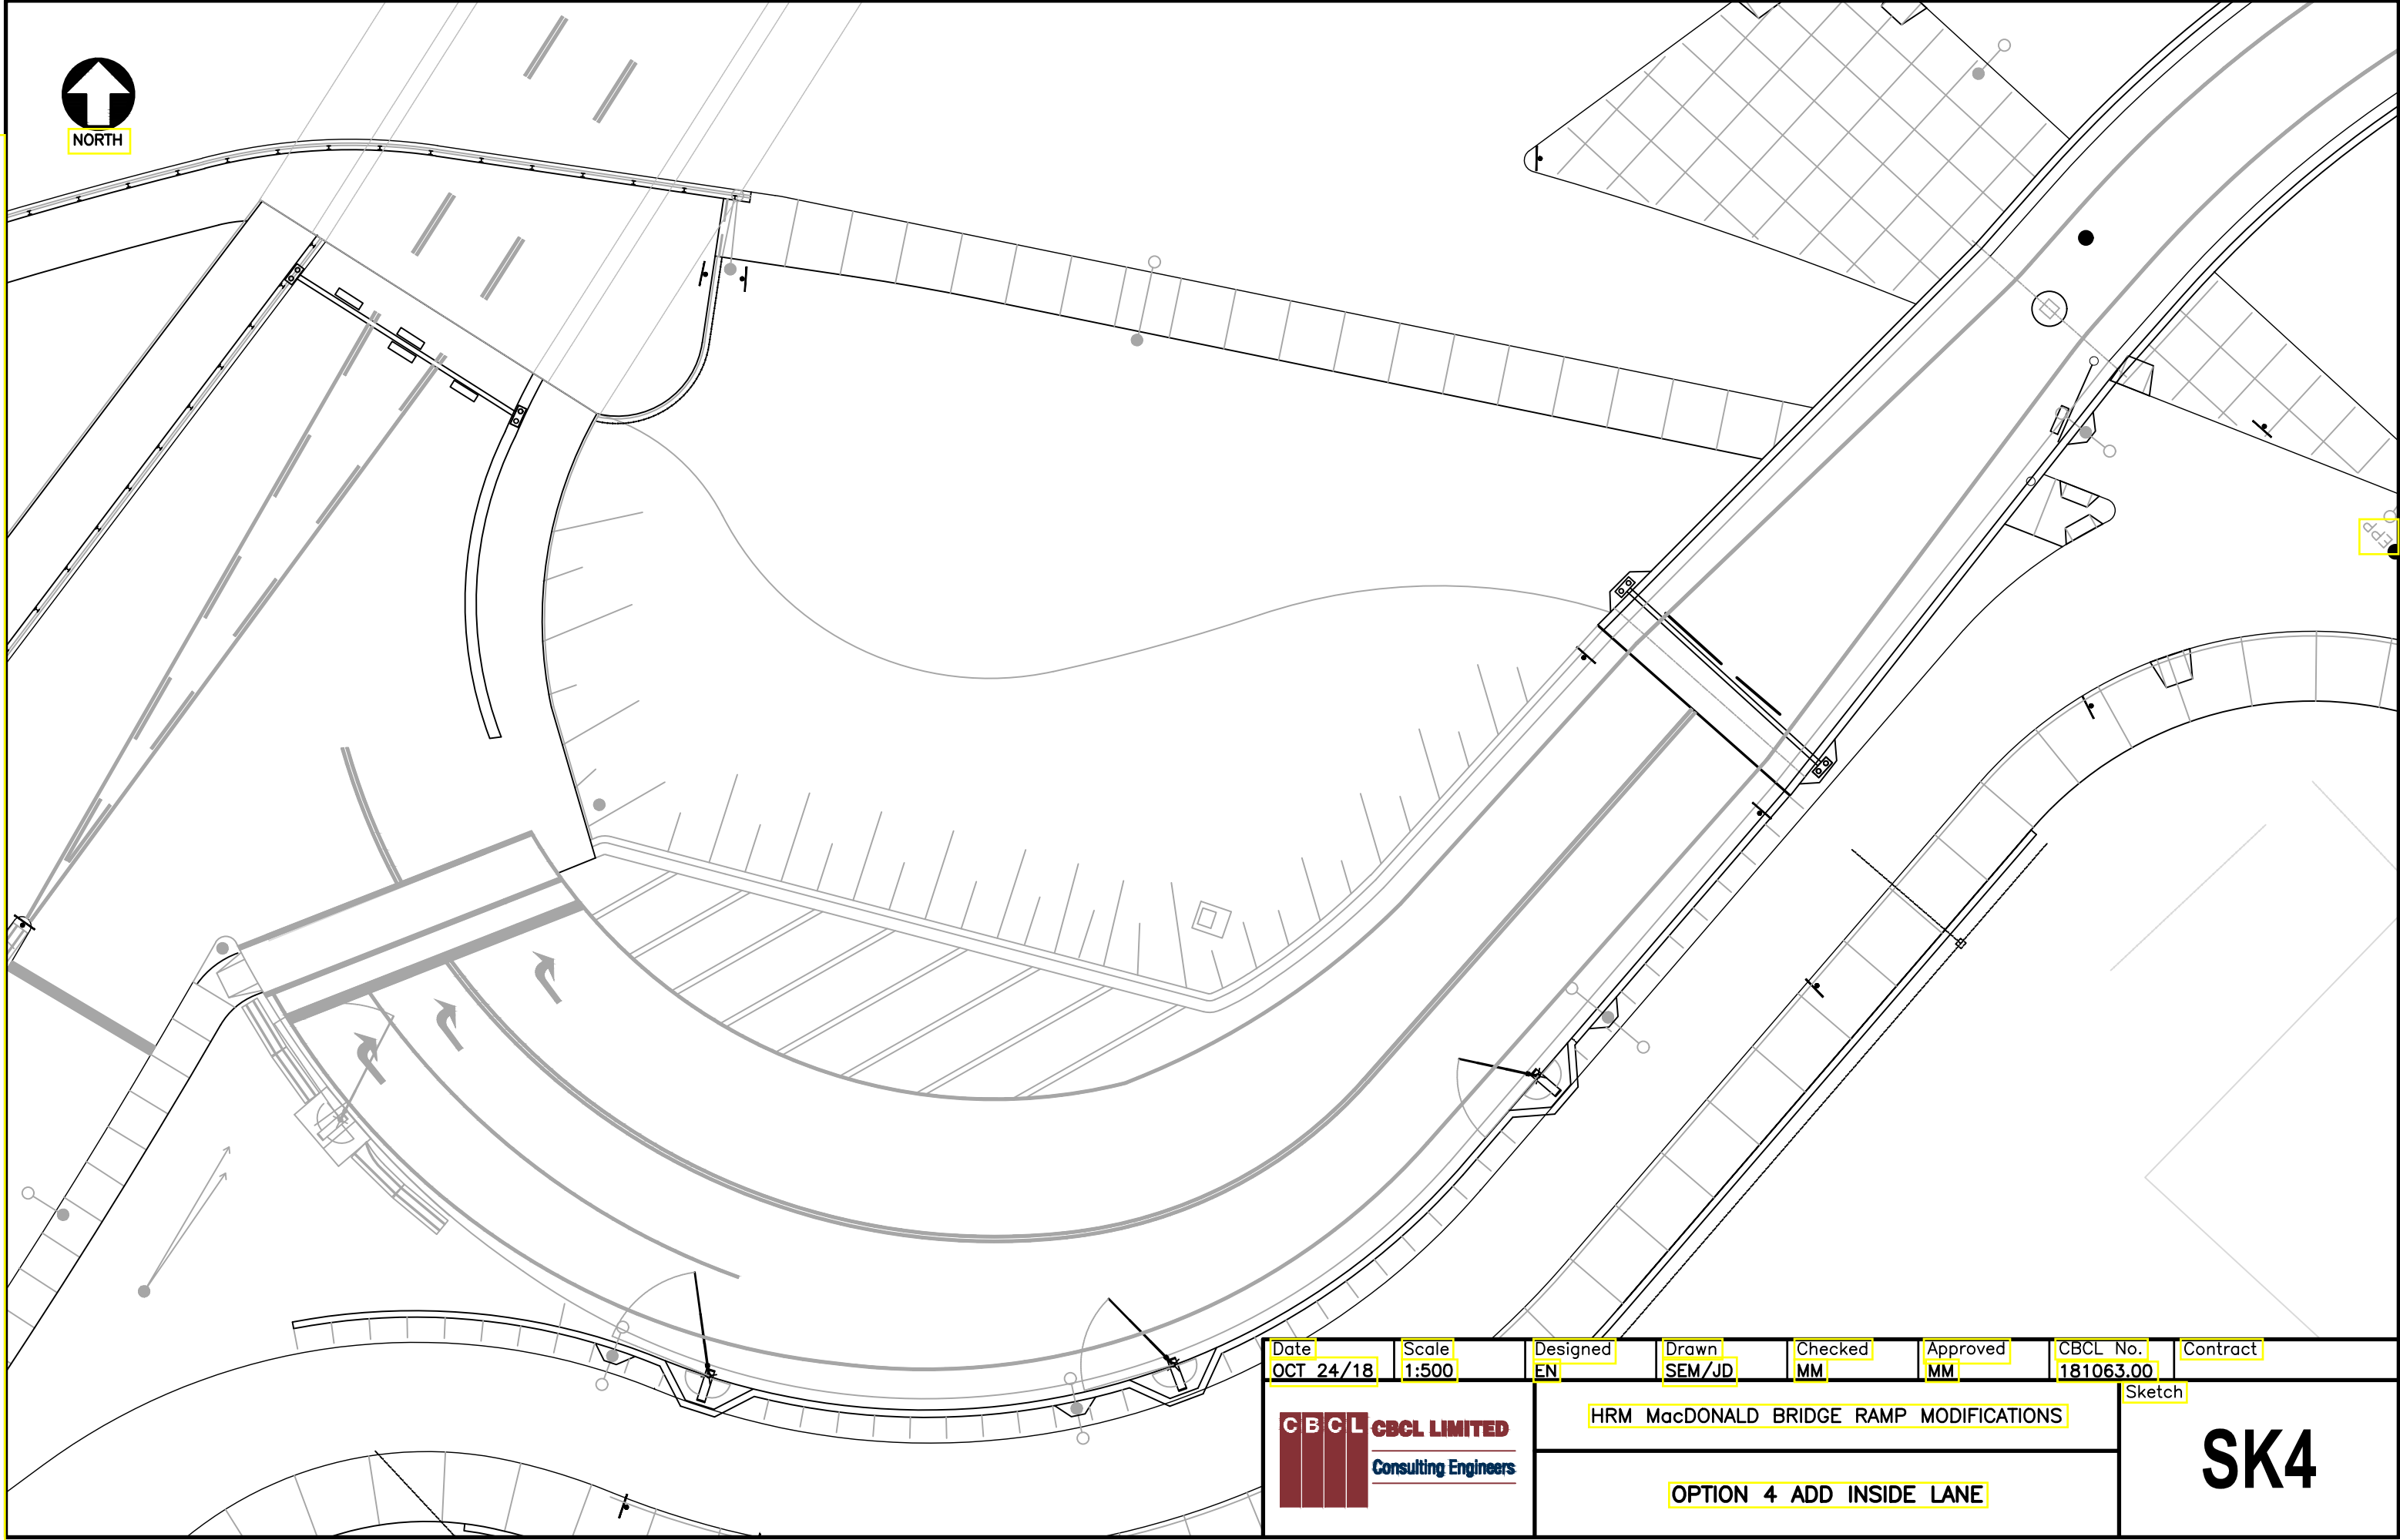 NORTH
EPP
Date Scale Designed Drawn Checked Approved CBCL No. Contract
OCT 24/18 1:500 EN SEM/JD MM MM 181063.00
Sketch
CBCL CBCL LIMITED
Consulting Engineers
HRM MacDONALD BRIDGE RAMP MODIFICATIONS
OPTION 4 ADD INSIDE LANE
SK4